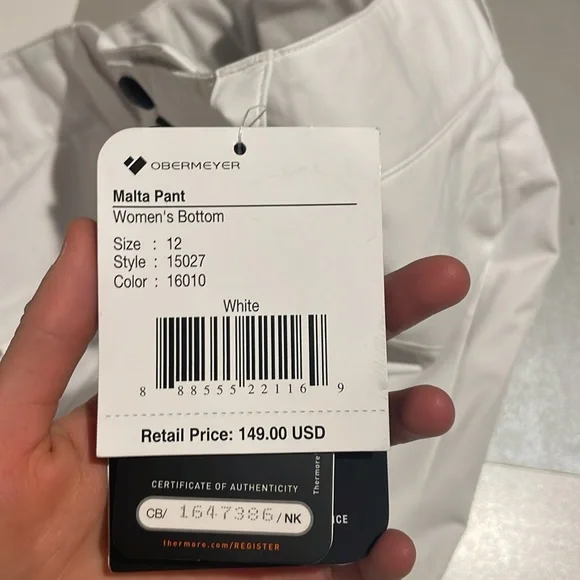 OBERMEYER
Malta Pant
Women's Bottom
Size : 12
Style : 15027
Color : 16010
White
8 88555 22116 9
Retail Price: 149.00 USD
Thermore
CERTIFICATE OF AUTHENTICITY
CB/ 1647386 / NK
thermore.com/REGISTER